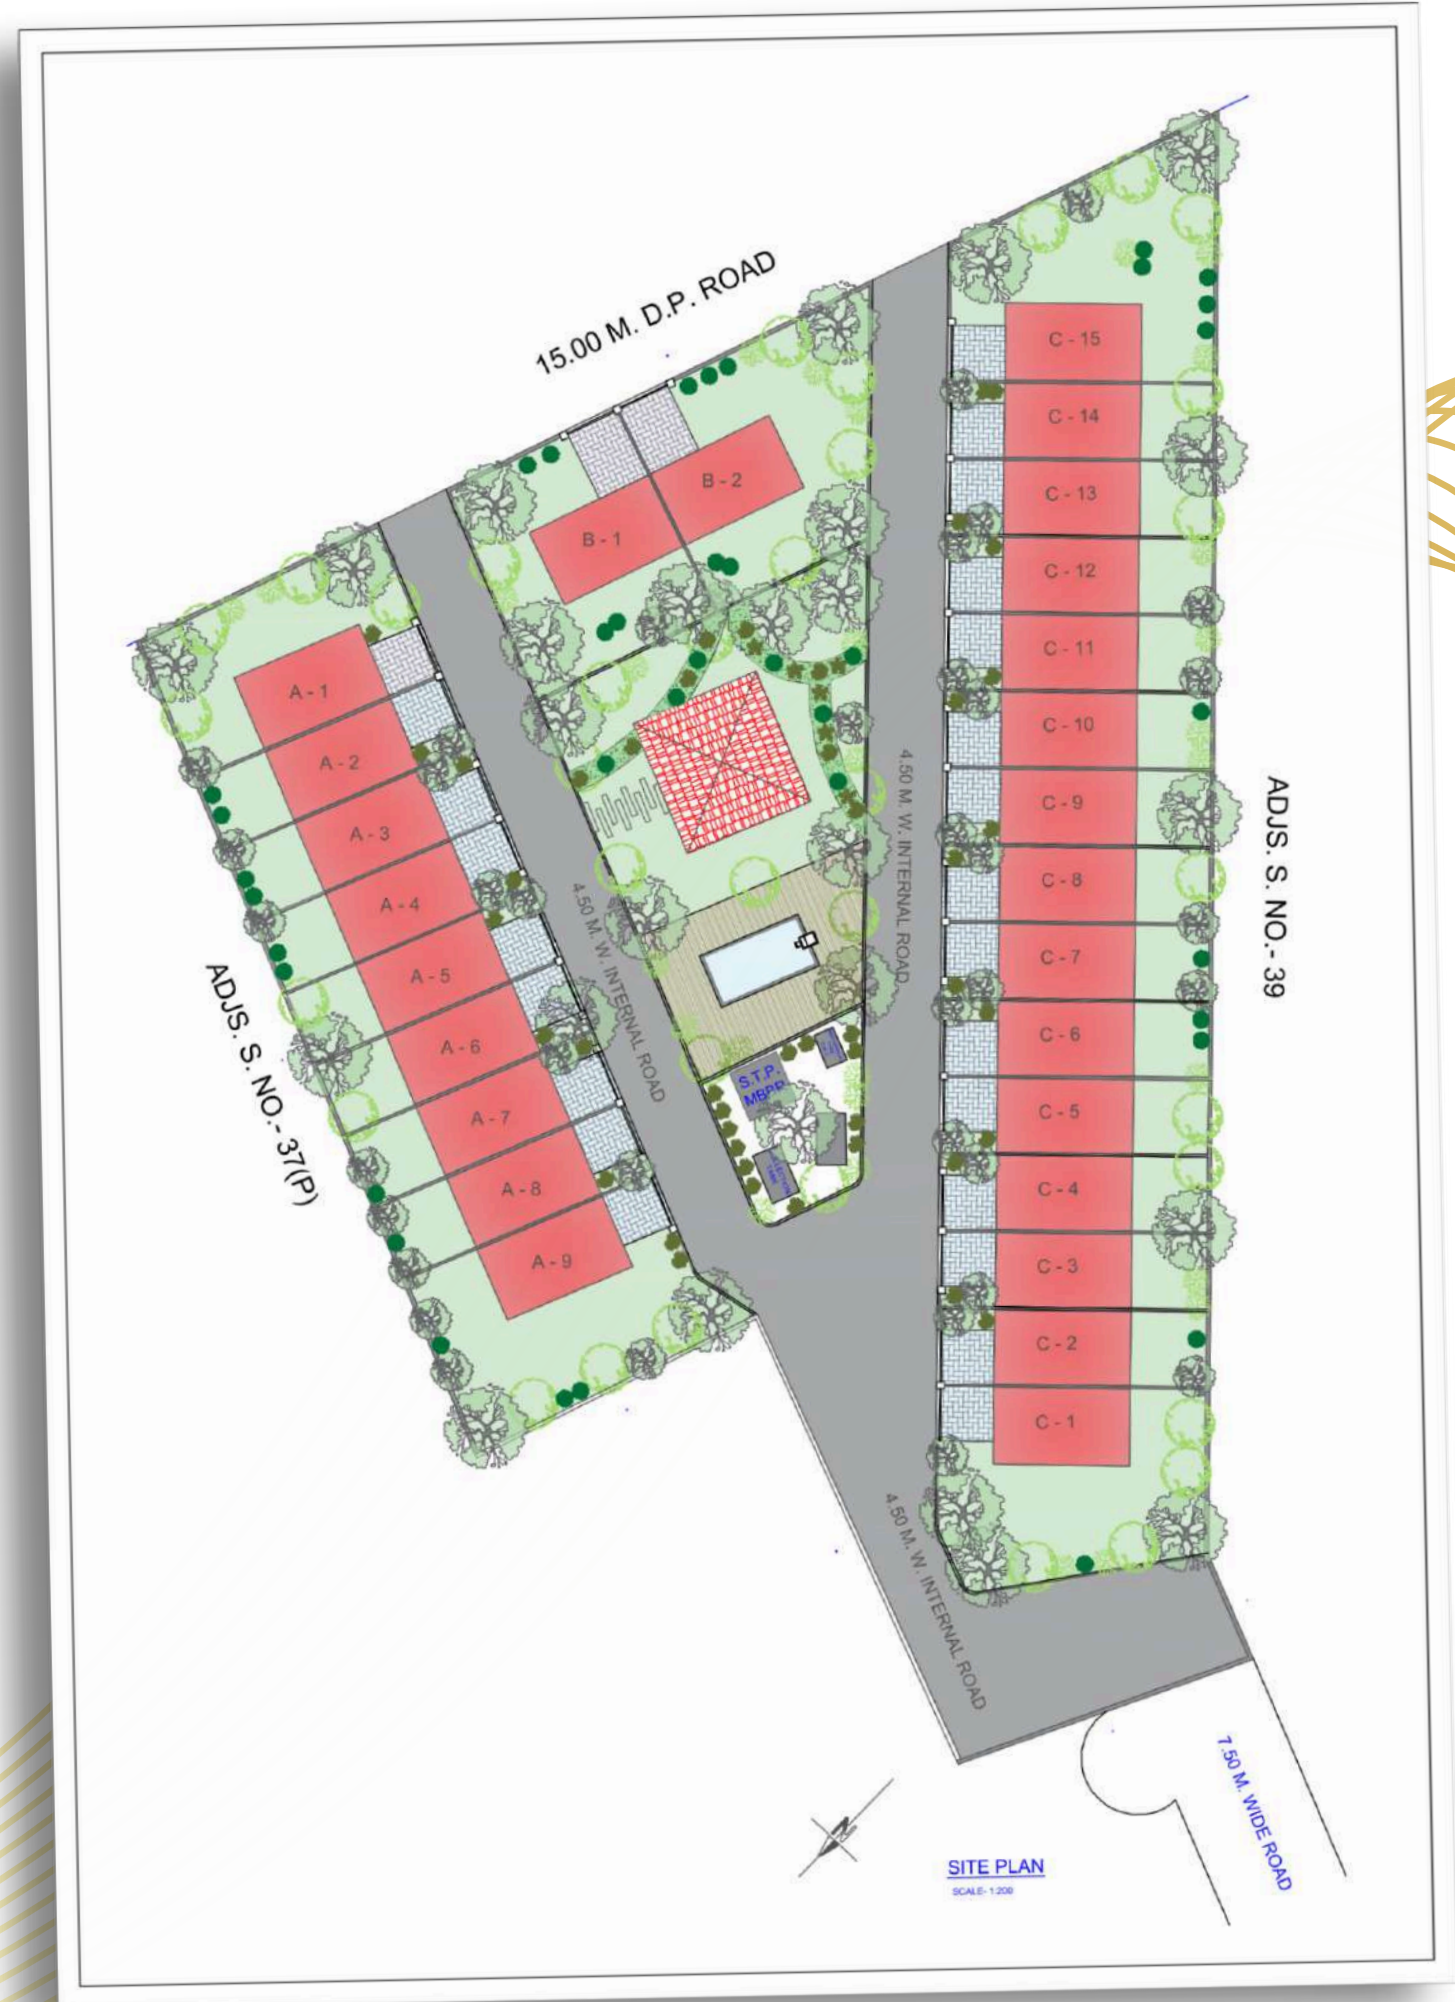 15.00 M. D.P. ROAD
C - 15
C - 14
C - 13
C - 12
C - 11
C - 10
C - 9
C - 8
C - 7
C - 6
C - 5
C - 4
C - 3
C - 2
C - 1
B - 2
B - 1
A - 1
A - 2
A - 3
A - 4
A - 5
A - 6
A - 7
A - 8
A - 9
4.50 M. W. INTERNAL ROAD
4.50 M. W. INTERNAL ROAD
4.50 M. W. INTERNAL ROAD
ADJS. S. NO.- 39
ADJS. S. NO.- 37(P)
S.T.P.
7.50 M. WIDE ROAD
N
SITE PLAN
SCALE- 1:200